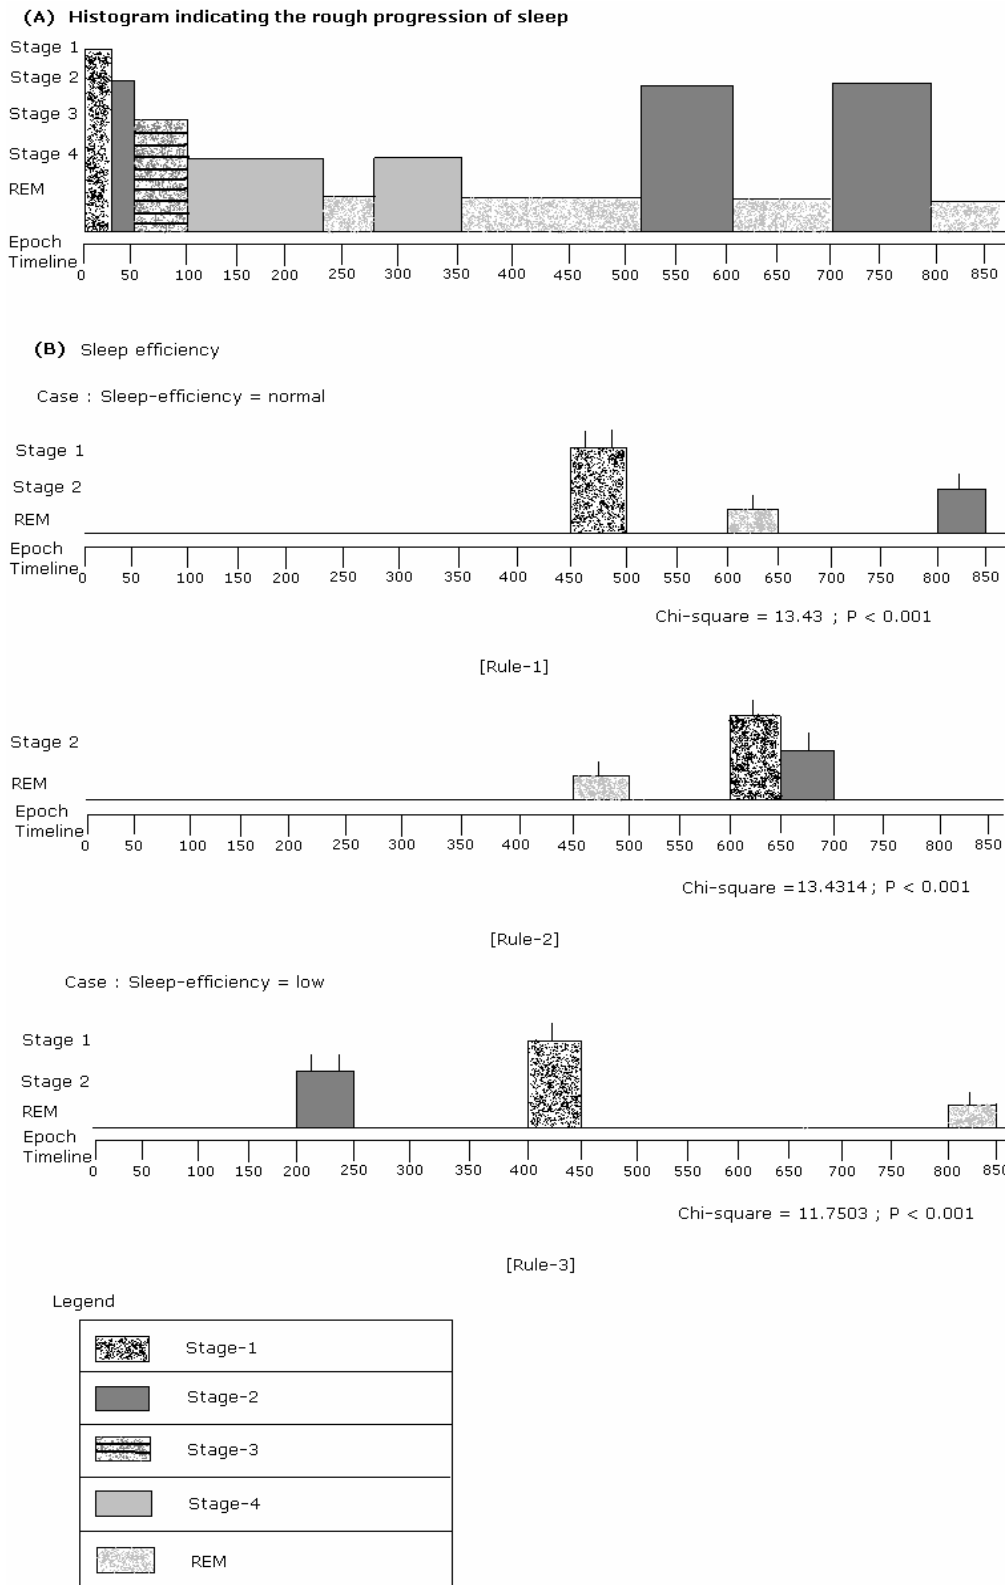 (A) Histogram indicating the rough progression of sleep
Stage 1
Stage 2
Stage 3
Stage 4
REM
Epoch
Timeline
0 50 100 150 200 250 300 350 400 450 500 550 600 650 700 750 800 850
(B) Sleep efficiency
Case : Sleep-efficiency = normal
Stage 1
Stage 2
REM
Epoch
Timeline
0 50 100 150 200 250 300 350 400 450 500 550 600 650 700 750 800 850
Chi-square = 13.43 ; P < 0.001
[Rule-1]
Stage 2
REM
Epoch
Timeline
0 50 100 150 200 250 300 350 400 450 500 550 600 650 700 750 800 850
Chi-square =13.4314 ; P < 0.001
[Rule-2]
Case : Sleep-efficiency = low
Stage 1
Stage 2
REM
Epoch
Timeline
0 50 100 150 200 250 300 350 400 450 500 550 600 650 700 750 800 850
Chi-square = 11.7503 ; P < 0.001
[Rule-3]
Legend
Stage-1
Stage-2
Stage-3
Stage-4
REM